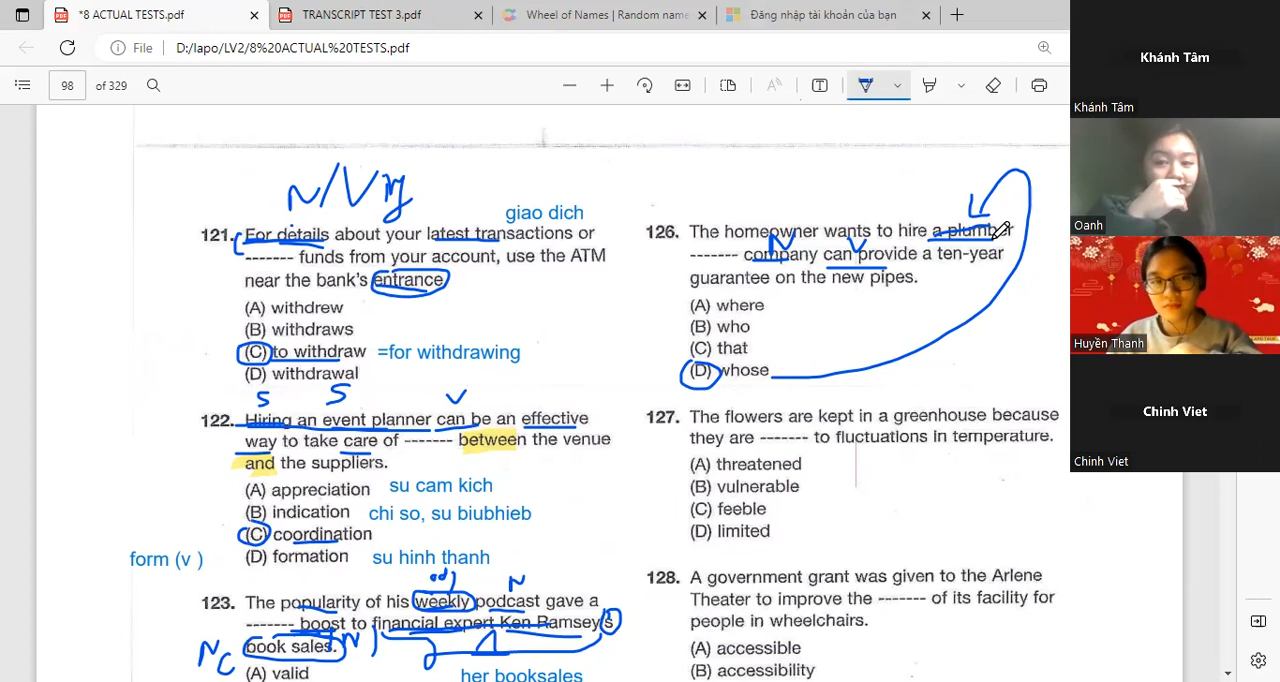 *8 ACTUAL TESTS.pdf
TRANSCRIPT TEST 3.pdf
Wheel of Names | Random name
Đăng nhập tài khoản của bạn
File
D:/lapo/LV2/8%20ACTUAL%20TESTS.pdf
98 of 329
N/Ving
giao dich
121. For details about your latest transactions or
------- funds from your account, use the ATM
near the bank's entrance.
(A) withdrew
(B) withdraws
(C) to withdraw =for withdrawing
(D) withdrawal
S S V
122. Hiring an event planner can be an effective
way to take care of ------- between the venue
and the suppliers.
(A) appreciation su cam kich
(B) indication chi so, su biubhieb
(C) coordination
(D) formation su hinh thanh
form (v )
adj N
123. The popularity of his weekly podcast gave a
------- boost to financial expert Ken Ramsey's
book sales.
(A) valid
her booksales
126. The homeowner wants to hire a plumber
N V
------- company can provide a ten-year
guarantee on the new pipes.
(A) where
(B) who
(C) that
(D) whose
127. The flowers are kept in a greenhouse because
they are ------- to fluctuations in temperature.
(A) threatened
(B) vulnerable
(C) feeble
(D) limited
128. A government grant was given to the Arlene
Theater to improve the ------- of its facility for
people in wheelchairs.
(A) accessible
(B) accessibility
Khánh Tâm
Khánh Tâm
Oanh
Huyền Thanh
Chinh Viet
Chinh Viet